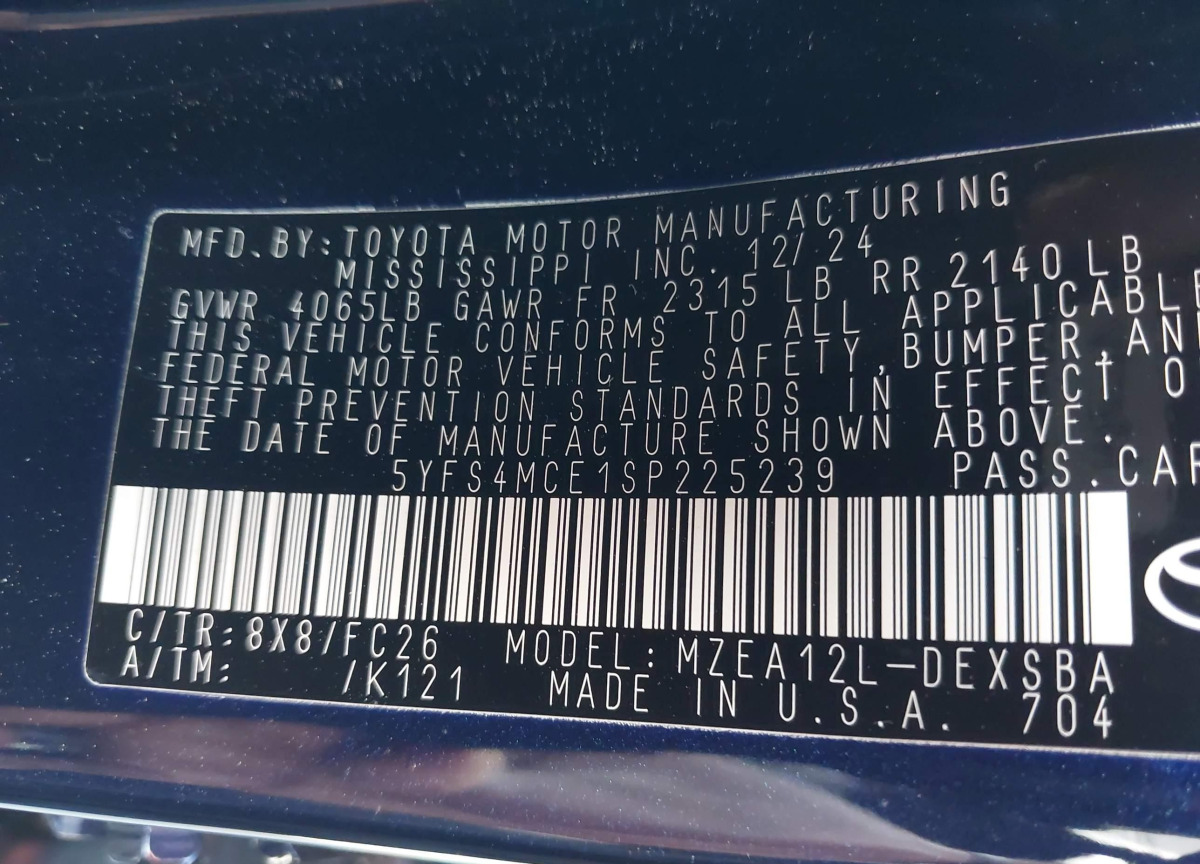 MFD.BY:TOYOTA MOTOR MANUFACTURING
MISSISSIPPI INC. 12/24
GVWR 4065LB GAWR FR 2315 LB RR 2140 LB
THIS VEHICLE CONFORMS TO ALL APPLICABLE
FEDERAL MOTOR VEHICLE SAFETY, BUMPER, AN
THEFT PREVENTION STANDARDS IN EFFECT O
THE DATE OF MANUFACTURE SHOWN ABOVE.
5YFS4MCE1SP225239 PASS.CAR
C/TR:8X8/FC26 MODEL:MZEA12L-DEXSBA
A/TM: /K121 MADE IN U.S.A. 704